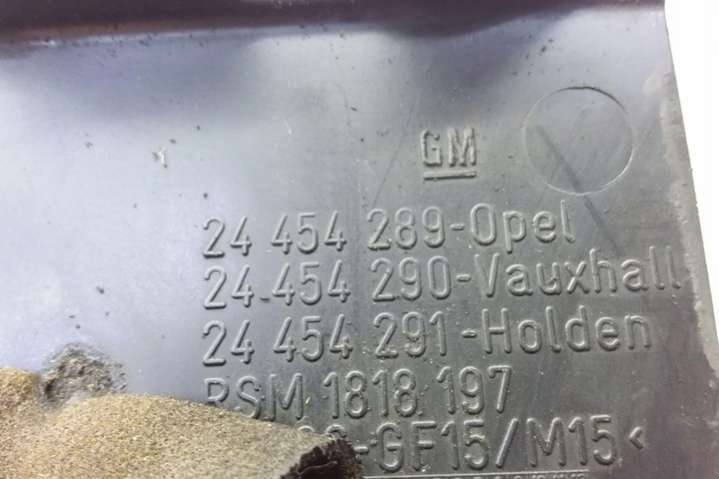 GM
24 454 289-Opel
24 454 290-Vauxhall
24 454 291-Holden
RSM 1818 197
-GF15/M15<